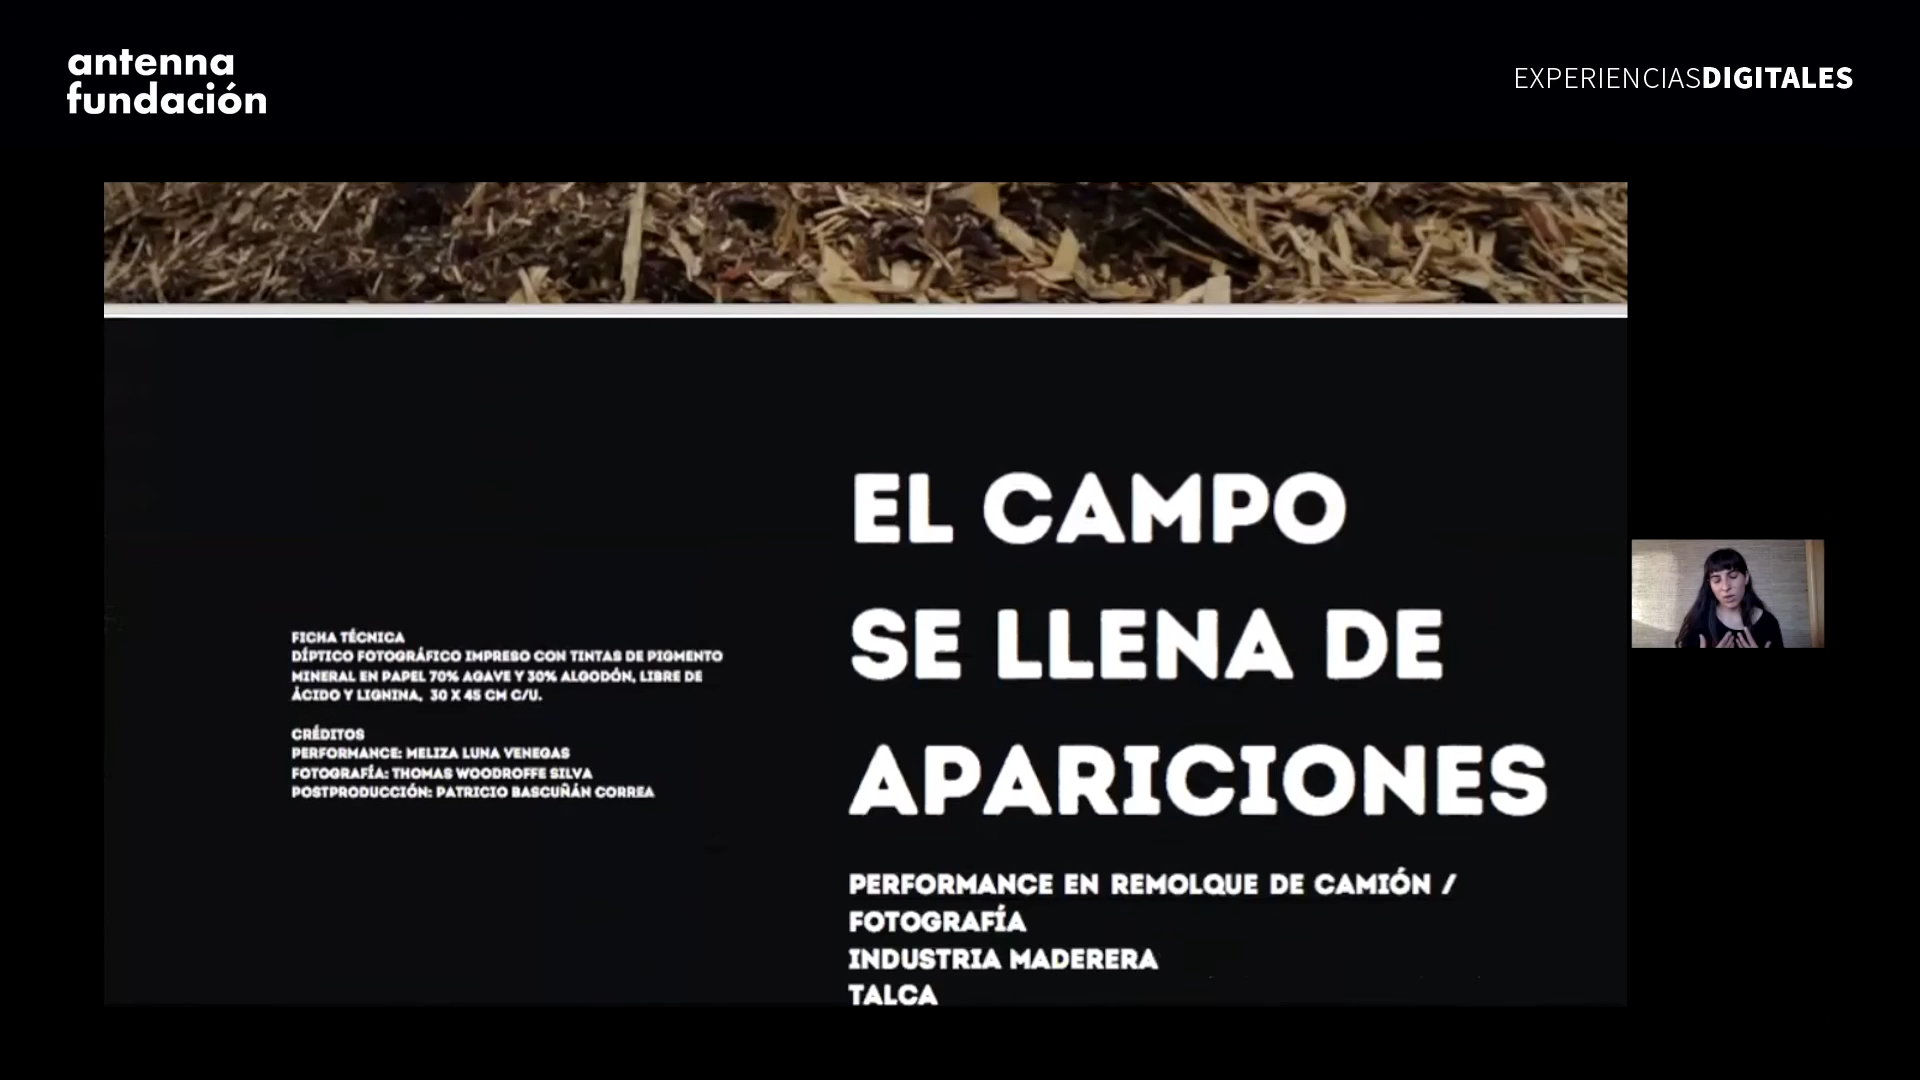 antenna
fundación
EXPERIENCIASDIGITALES
FICHA TÉCNICA
DÍPTICO FOTOGRÁFICO IMPRESO CON TINTAS DE PIGMENTO
MINERAL EN PAPEL 70% AGAVE Y 30% ALGODÓN, LIBRE DE
ÁCIDO Y LIGNINA, 30 X 45 CM C/U.
CRÉDITOS
PERFORMANCE: MELIZA LUNA VENEGAS
FOTOGRAFÍA: THOMAS WOODROFFE SILVA
POSTPRODUCCIÓN: PATRICIO BASCUÑÁN CORREA
EL CAMPO
SE LLENA DE
APARICIONES
PERFORMANCE EN REMOLQUE DE CAMIÓN /
FOTOGRAFÍA
INDUSTRIA MADERERA
TALCA